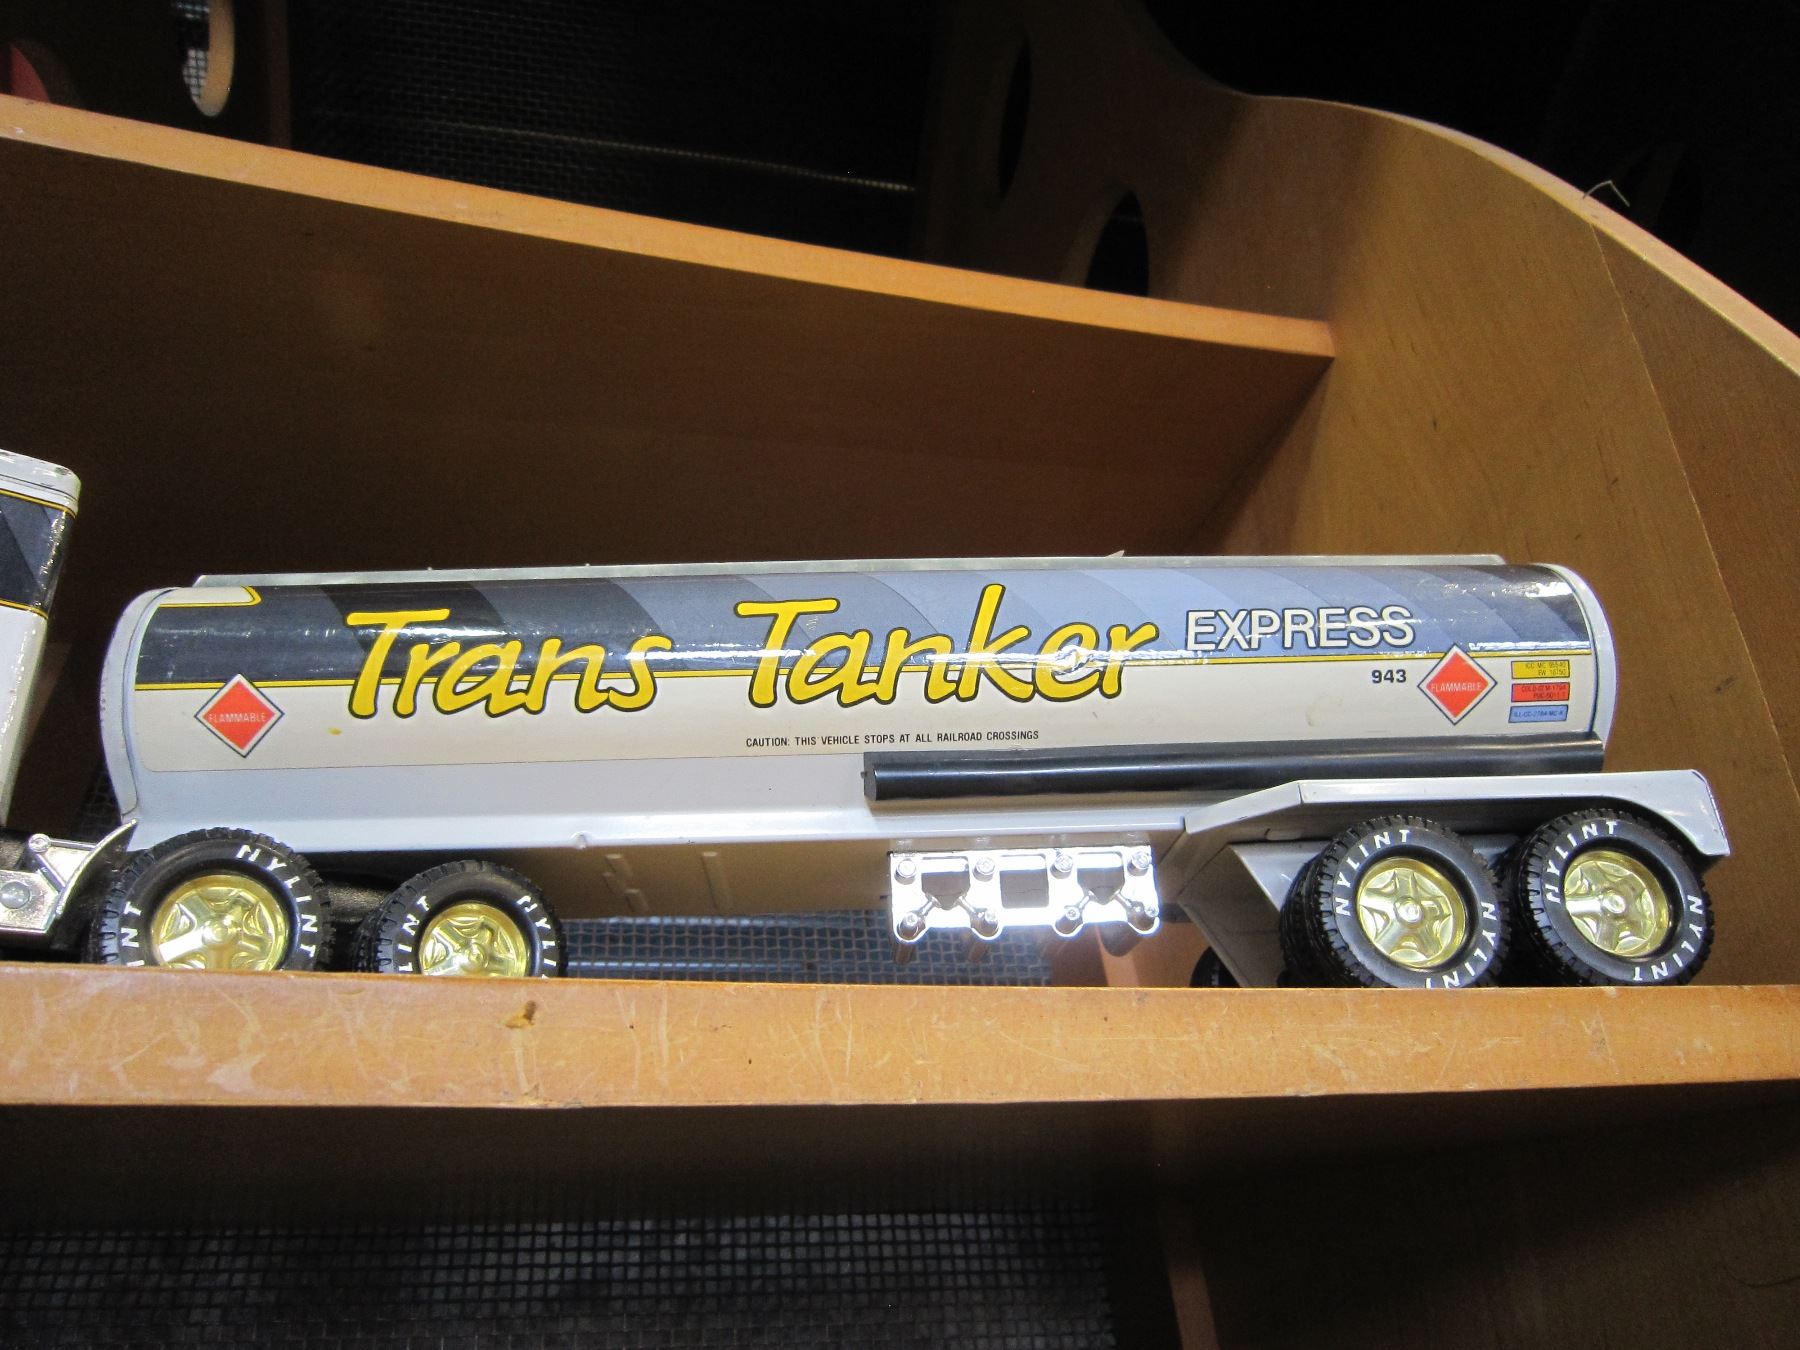 Trans Tanker EXPRESS
943
FLAMMABLE
FLAMMABLE
CAUTION: THIS VEHICLE STOPS AT ALL RAILROAD CROSSINGS
NYLINT
NYLINT
NYLINT NYLINT
NYLINT NYLINT